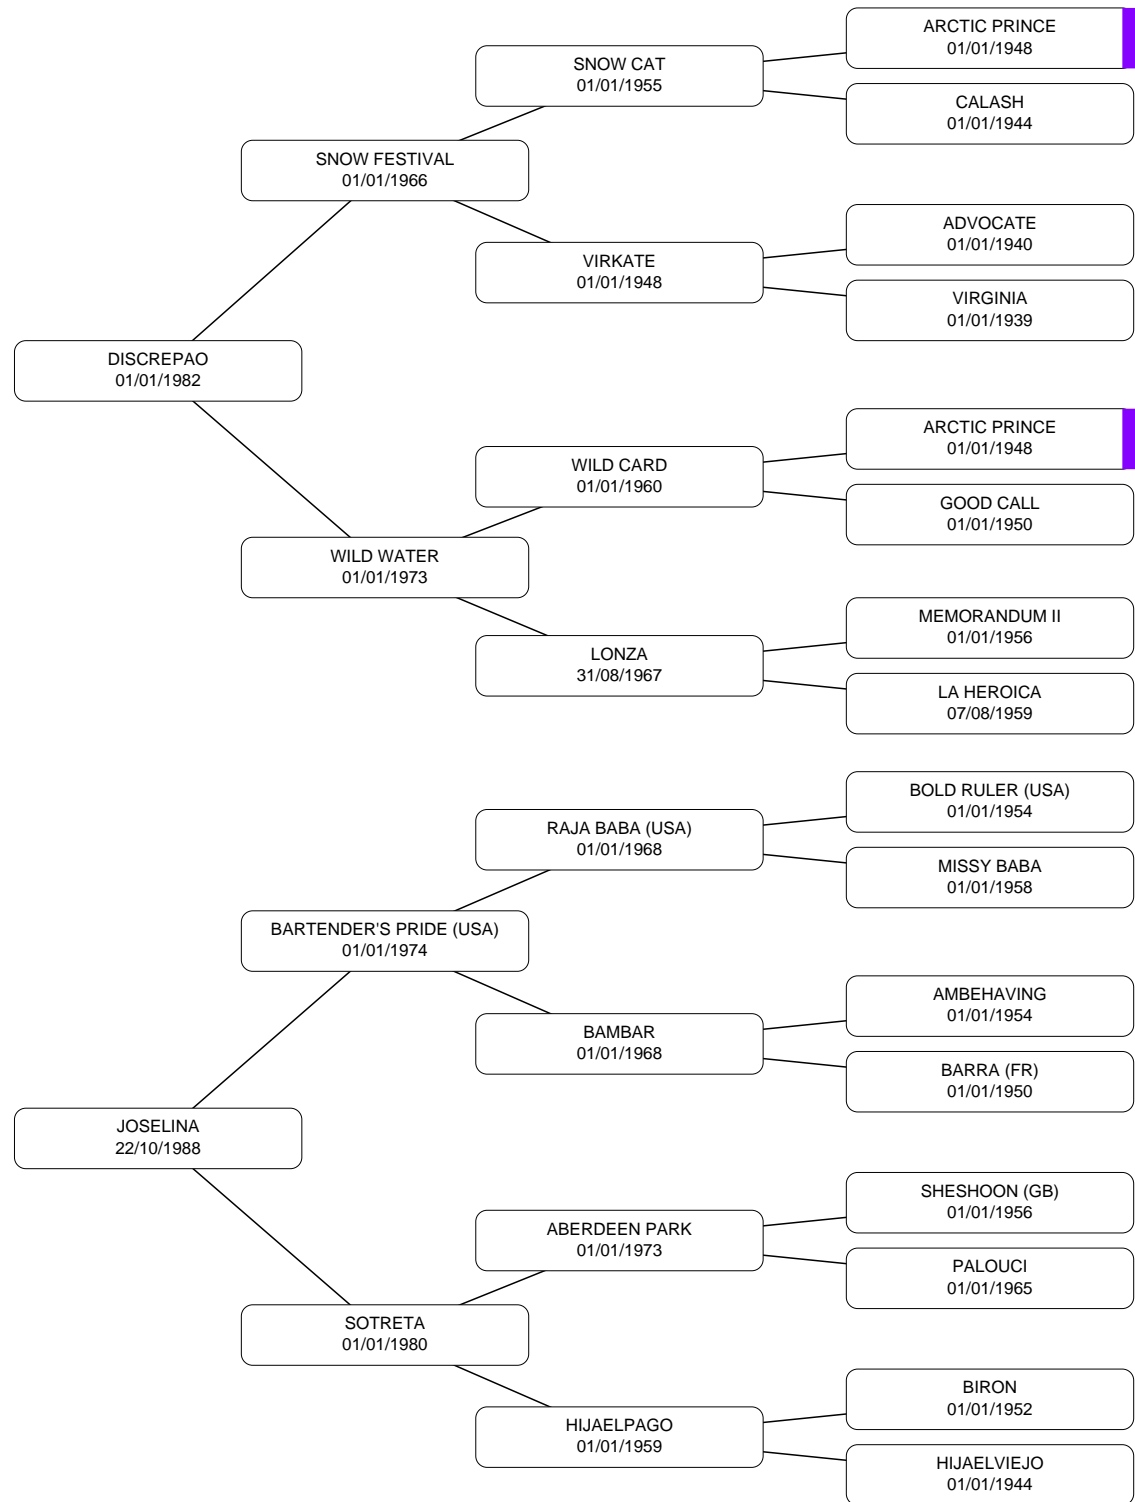 ARCTIC PRINCE
01/01/1948
SNOW CAT
01/01/1955
CALASH
01/01/1944
SNOW FESTIVAL
01/01/1966
ADVOCATE
01/01/1940
VIRKATE
01/01/1948
VIRGINIA
01/01/1939
DISCREPAO
01/01/1982
ARCTIC PRINCE
01/01/1948
WILD CARD
01/01/1960
GOOD CALL
01/01/1950
WILD WATER
01/01/1973
MEMORANDUM II
01/01/1956
LONZA
31/08/1967
LA HEROICA
07/08/1959
BOLD RULER (USA)
01/01/1954
RAJA BABA (USA)
01/01/1968
MISSY BABA
01/01/1958
BARTENDER'S PRIDE (USA)
01/01/1974
AMBEHAVING
01/01/1954
BAMBAR
01/01/1968
BARRA (FR)
01/01/1950
JOSELINA
22/10/1988
SHESHOON (GB)
01/01/1956
ABERDEEN PARK
01/01/1973
PALOUCI
01/01/1965
SOTRETA
01/01/1980
BIRON
01/01/1952
HIJAELPAGO
01/01/1959
HIJAELVIEJO
01/01/1944